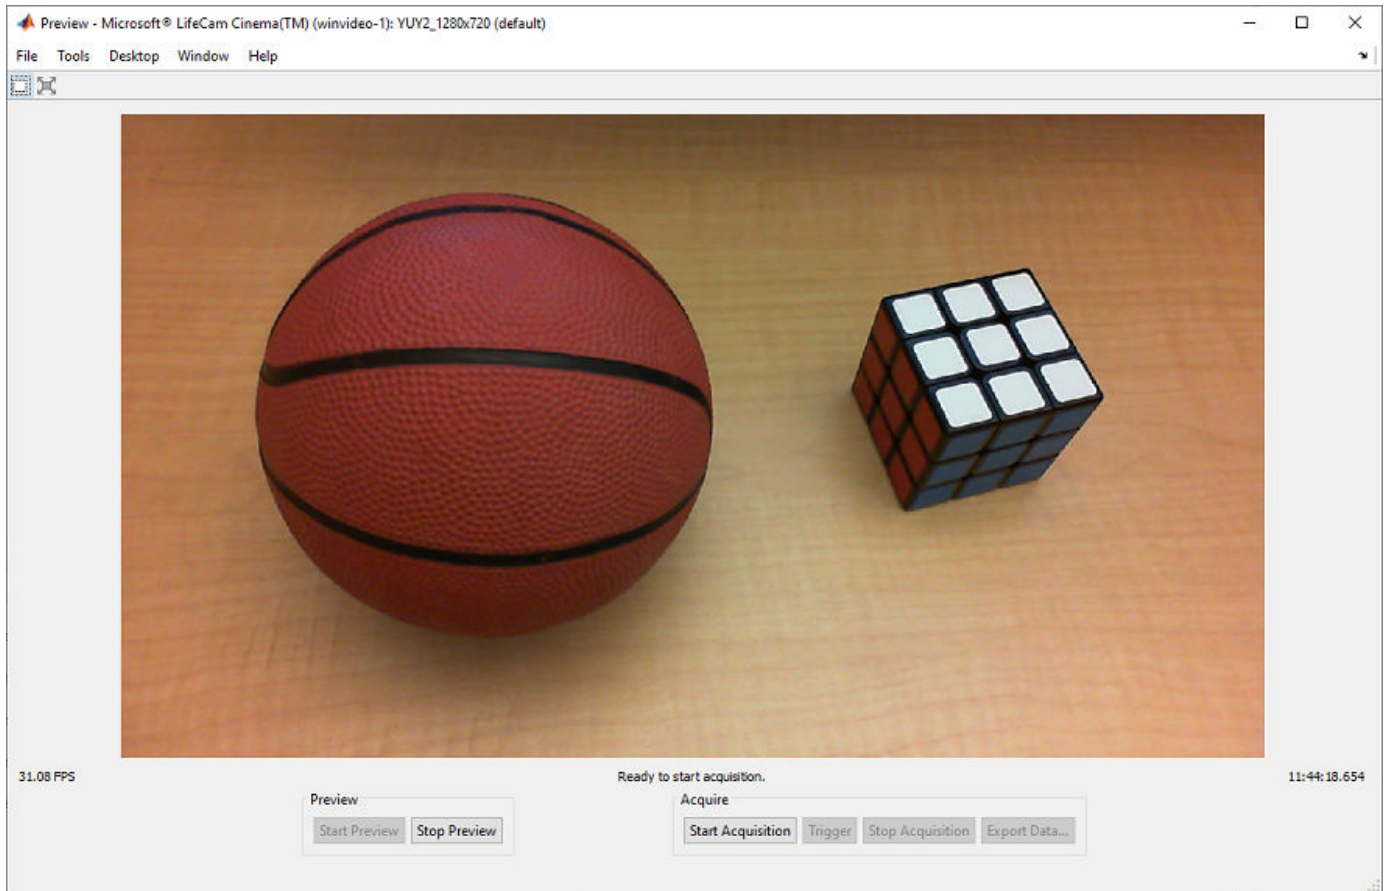 Preview - Microsoft® LifeCam Cinema(TM) (winvideo-1): YUY2_1280x720 (default)
File Tools Desktop Window Help
31.08 FPS Ready to start acquisition. 11:44:18.654
Preview Acquire
Start Preview Stop Preview Start Acquisition Trigger Stop Acquisition Export Data...